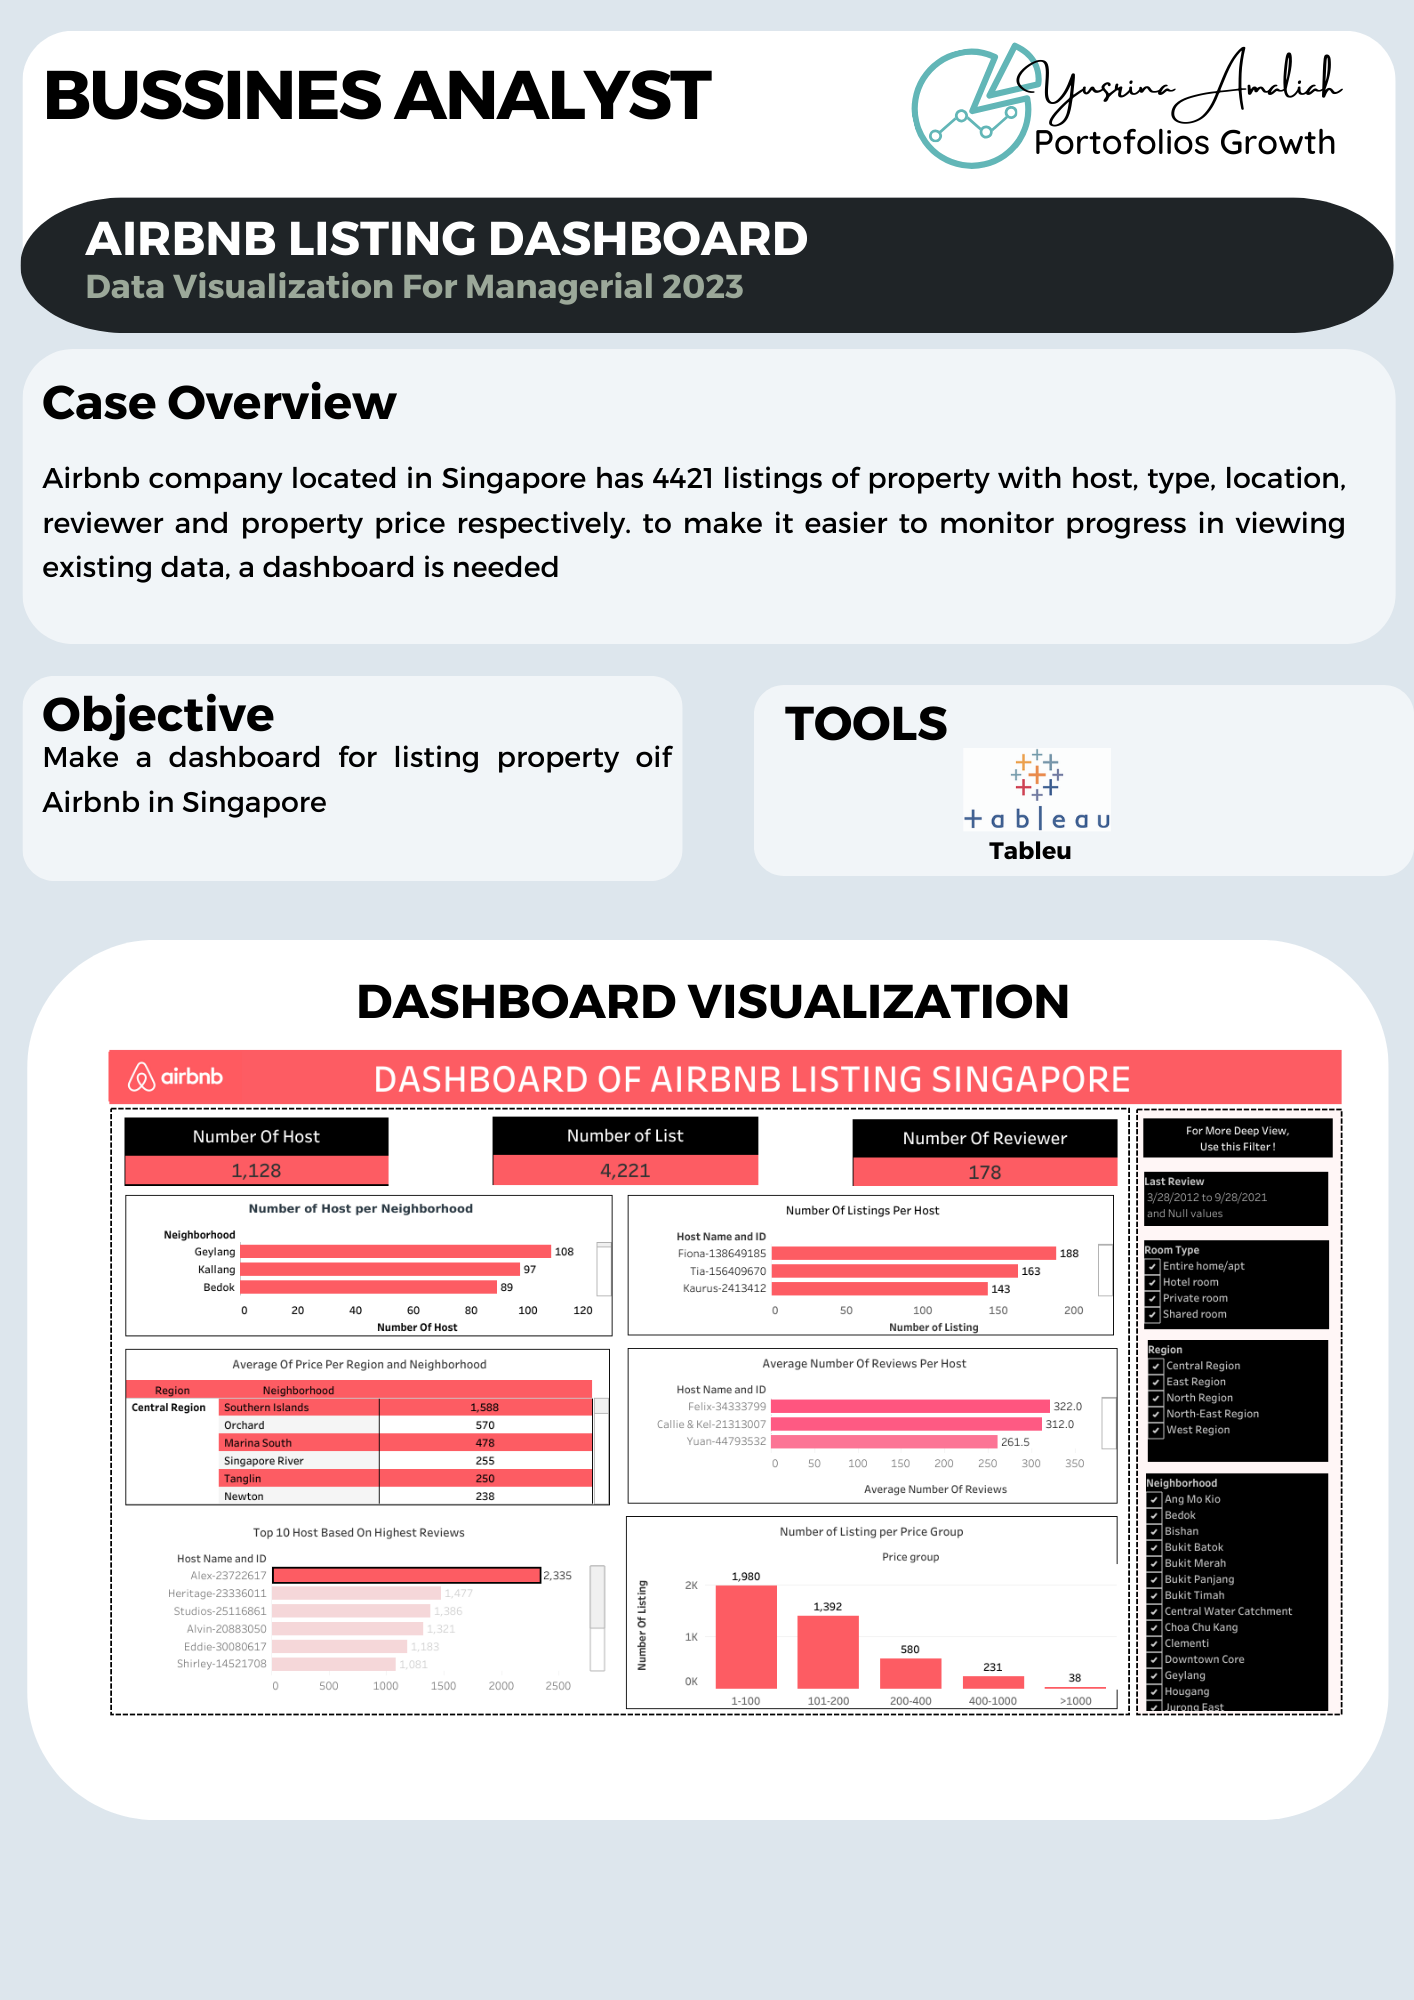 BUSSINES ANALYST
Yusrina Amaliah
Portofolios Growth
AIRBNB LISTING DASHBOARD
Data Visualization For Managerial 2023
Case Overview
Airbnb company located in Singapore has 4421 listings of property with host, type, location,
reviewer and property price respectively. to make it easier to monitor progress in viewing
existing data, a dashboard is needed
Objective
Make a dashboard for listing property oif
Airbnb in Singapore
TOOLS
+ableau
Tableu
DASHBOARD VISUALIZATION
airbnb
DASHBOARD OF AIRBNB LISTING SINGAPORE
Number Of Host
1,128
Number of List
4,221
Number Of Reviewer
178
For More Deep View,
Use this Filter !
Last Review
3/28/2012 to 9/28/2021
and Null values
Number of Host per Neighborhood
Neighborhood
Geylang 108
Kallang 97
Bedok 89
0 20 40 60 80 100 120
Number Of Host
Number Of Listings Per Host
Host Name and ID
Fiona-138649185 188
Tia-156409670 163
Kaurus-2413412 143
0 50 100 150 200
Number of Listing
Room Type
Entire home/apt
Hotel room
Private room
Shared room
Average Of Price Per Region and Neighborhood
Region Neighborhood
Central Region Southern Islands 1,588
Orchard 570
Marina South 478
Singapore River 255
Tanglin 250
Newton 238
Average Number Of Reviews Per Host
Host Name and ID
Felix-34333799 322.0
Callie & Kel-21313007 312.0
Yuan-44793532 261.5
0 50 100 150 200 250 300 350
Average Number Of Reviews
Region
Central Region
East Region
North Region
North-East Region
West Region
Top 10 Host Based On Highest Reviews
Host Name and ID
Alex-23722617 2,335
Heritage-23336011 1,477
Studios-25116861 1,386
Alvin-20883050 1,321
Eddie-30080617 1,183
Shirley-14521708 1,081
0 500 1000 1500 2000 2500
Number of Listing per Price Group
Price group
Number Of Listing
2K
1K
0K
1,980
1,392
580
231
38
1-100 101-200 200-400 400-1000 >1000
Neighborhood
Ang Mo Kio
Bedok
Bishan
Bukit Batok
Bukit Merah
Bukit Panjang
Bukit Timah
Central Water Catchment
Choa Chu Kang
Clementi
Downtown Core
Geylang
Hougang
Jurong East